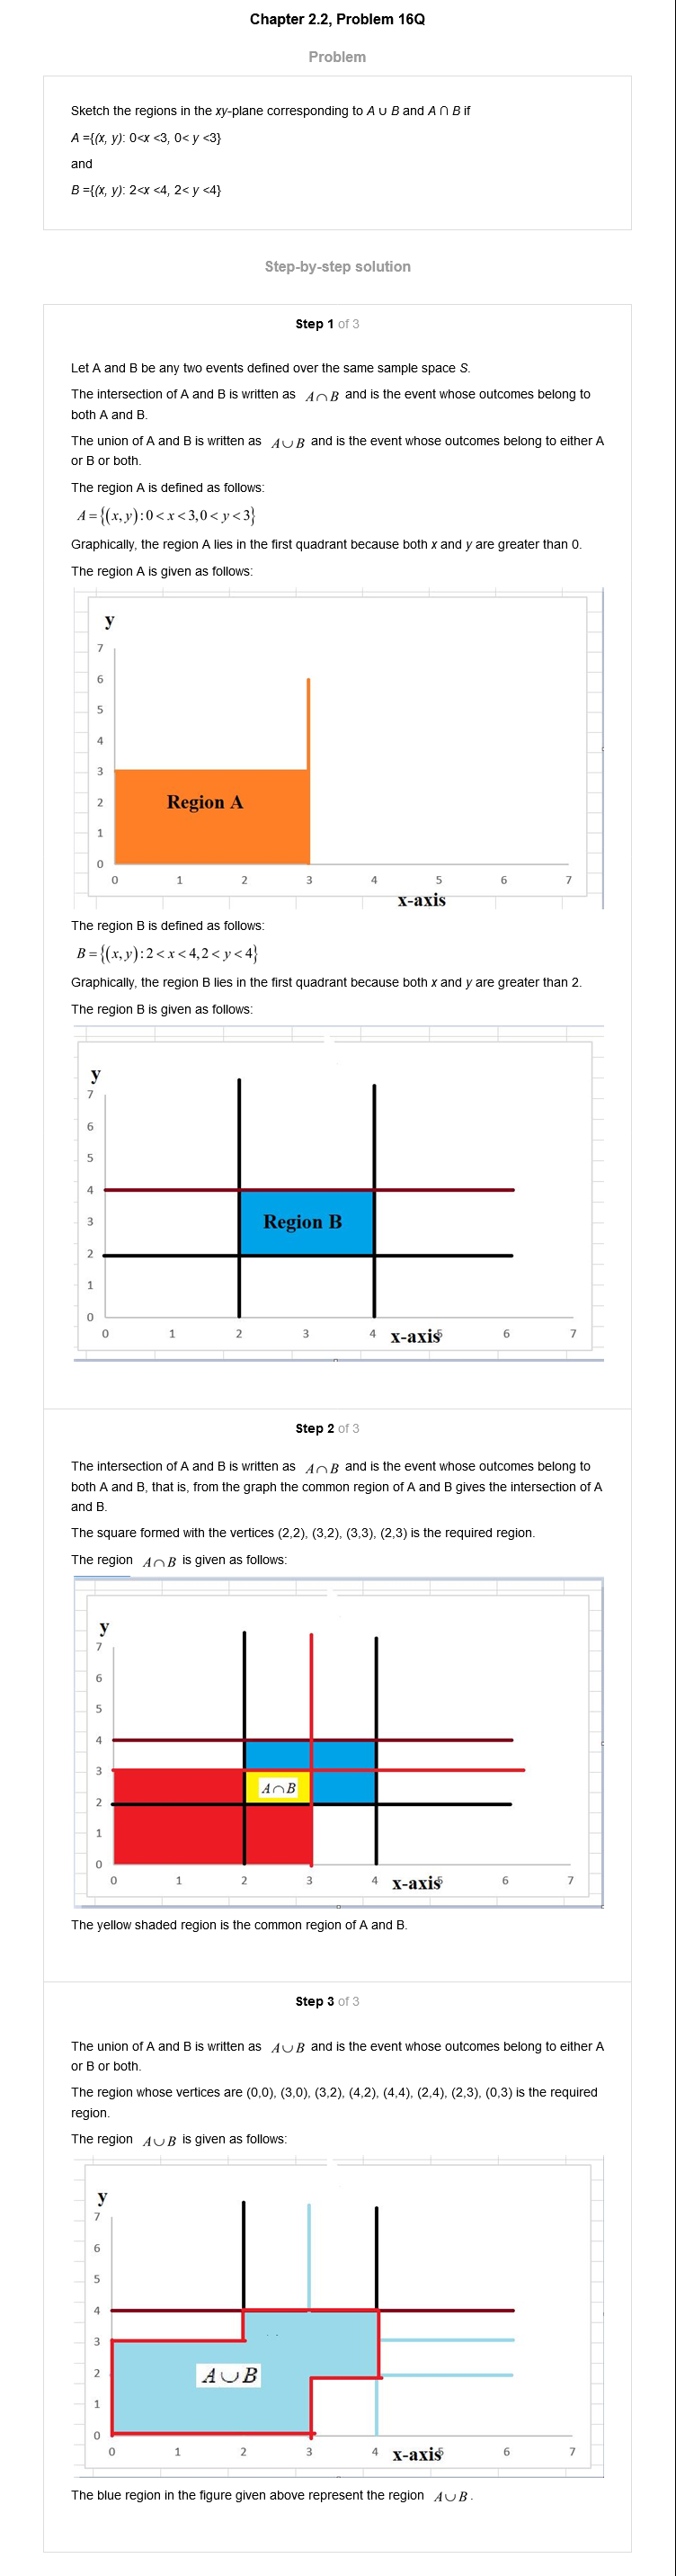 Chapter 2.2, Problem 16Q
Problem
Sketch the regions in the xy-plane corresponding to A ∪ B and A ∩ B if
A ={(x, y): 0<x <3, 0< y <3}
and
B ={(x, y): 2<x <4, 2< y <4}
Step-by-step solution
Step 1 of 3
Let A and B be any two events defined over the same sample space S.
The intersection of A and B is written as A∩B and is the event whose outcomes belong to
both A and B.
The union of A and B is written as A∪B and is the event whose outcomes belong to either A
or B or both.
The region A is defined as follows:
A={(x,y):0<x<3,0<y<3}
Graphically, the region A lies in the first quadrant because both x and y are greater than 0.
The region A is given as follows:
y
7
6
5
4
3
2
Region A
1
0
0 1 2 3 4 5 6 7
x-axis
The region B is defined as follows:
B={(x,y):2<x<4,2<y<4}
Graphically, the region B lies in the first quadrant because both x and y are greater than 2.
The region B is given as follows:
y
7
6
5
4
3
Region B
2
1
0
0 1 2 3 4 5 6 7
x-axis
Step 2 of 3
The intersection of A and B is written as A∩B and is the event whose outcomes belong to
both A and B, that is, from the graph the common region of A and B gives the intersection of A
and B.
The square formed with the vertices (2,2), (3,2), (3,3), (2,3) is the required region.
The region A∩B is given as follows:
y
7
6
5
4
3
A∩B
2
1
0
0 1 2 3 4 5 6 7
x-axis
The yellow shaded region is the common region of A and B.
Step 3 of 3
The union of A and B is written as A∪B and is the event whose outcomes belong to either A
or B or both.
The region whose vertices are (0,0), (3,0), (3,2), (4,2), (4,4), (2,4), (2,3), (0,3) is the required
region.
The region A∪B is given as follows:
y
7
6
5
4
3
2
A∪B
1
0
0 1 2 3 4 5 6 7
x-axis
The blue region in the figure given above represent the region A∪B.